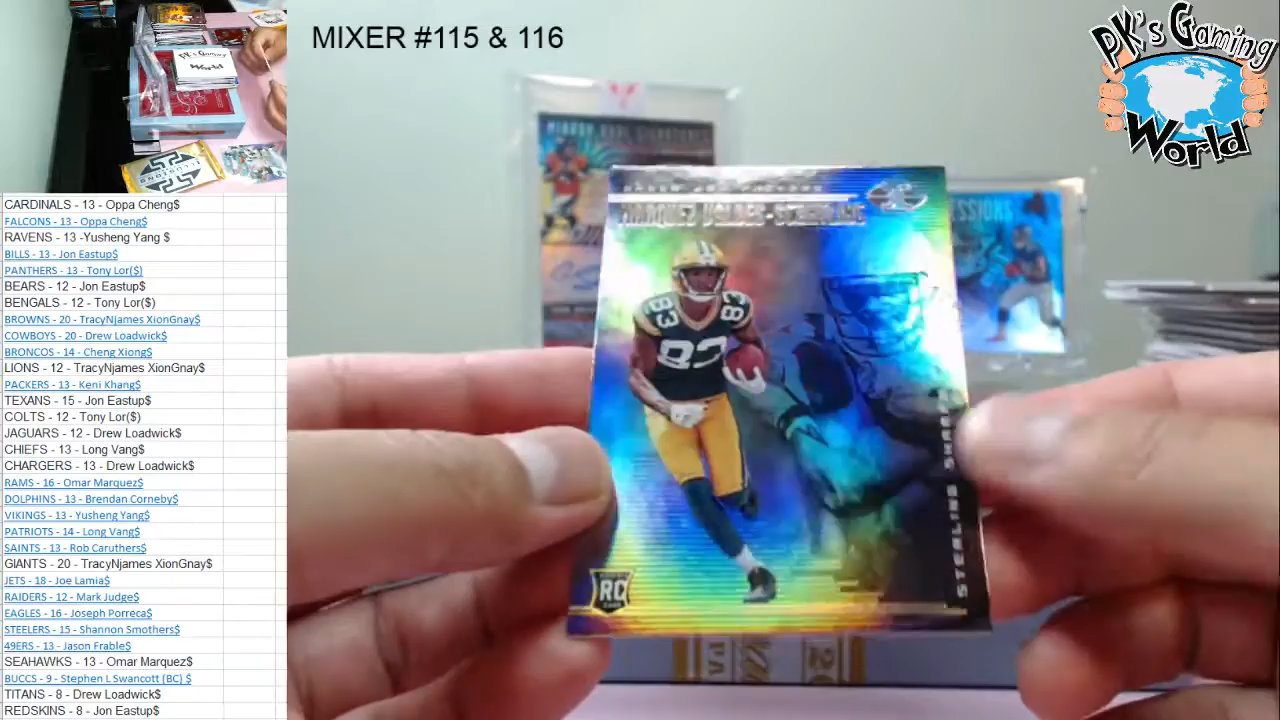 MIXER #115 & 116
PK's Gaming
World
PK's Gaming
World
CARDINALS - 13 - Oppa Cheng$
FALCONS - 13 - Oppa Cheng$
RAVENS - 13 -Yusheng Yang $
BILLS - 13 - Jon Eastup$
PANTHERS - 13 - Tony Lor($)
BEARS - 12 - Jon Eastup$
BENGALS - 12 - Tony Lor($)
BROWNS - 20 - TracyNjames XionGnay$
COWBOYS - 20 - Drew Loadwick$
BRONCOS - 14 - Cheng Xiong$
LIONS - 12 - TracyNjames XionGnay$
PACKERS - 13 - Keni Khang$
TEXANS - 15 - Jon Eastup$
COLTS - 12 - Tony Lor($)
JAGUARS - 12 - Drew Loadwick$
CHIEFS - 13 - Long Vang$
CHARGERS - 13 - Drew Loadwick$
RAMS - 16 - Omar Marquez$
DOLPHINS - 13 - Brendan Corneby$
VIKINGS - 13 - Yusheng Yang$
PATRIOTS - 14 - Long Vang$
SAINTS - 13 - Rob Caruthers$
GIANTS - 20 - TracyNjames XionGnay$
JETS - 18 - Joe Lamia$
RAIDERS - 12 - Mark Judge$
EAGLES - 16 - Joseph Porreca$
STEELERS - 15 - Shannon Smothers$
49ERS - 13 - Jason Frable$
SEAHAWKS - 13 - Omar Marquez$
BUCCS - 9 - Stephen L Swancott (BC) $
TITANS - 8 - Drew Loadwick$
REDSKINS - 8 - Jon Eastup$
MARQUEZ VALDES-SCANTLING
83
83
83
STERLING SHARPE
RC